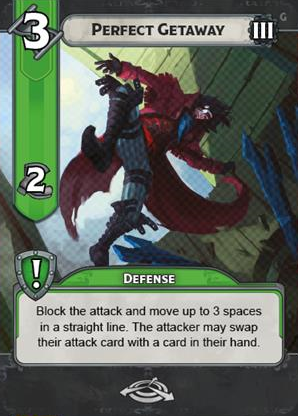 3
PERFECT GETAWAY
III
G
2
!
DEFENSE
Block the attack and move up to 3 spaces
in a straight line. The attacker may swap
their attack card with a card in their hand.